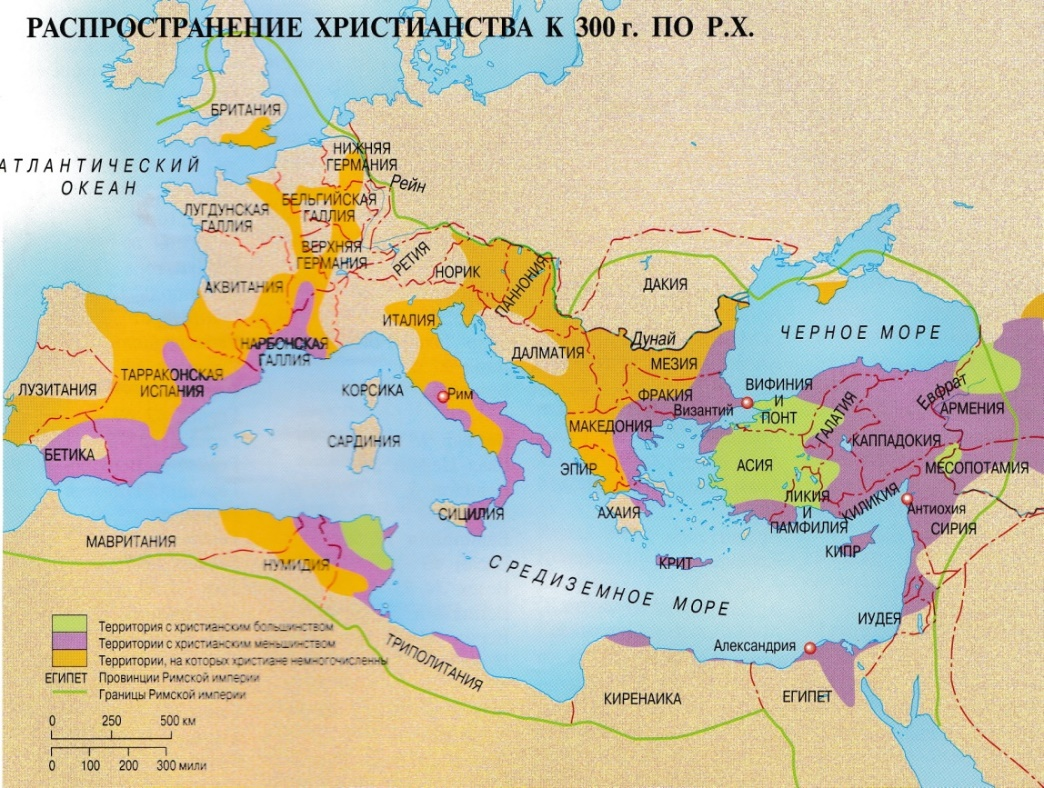 РАСПРОСТРАНЕНИЕ ХРИСТИАНСТВА К 300 г. ПО Р.Х.
БРИТАНИЯ
АТЛАНТИЧЕСКИЙ
ОКЕАН
НИЖНЯЯ
ГЕРМАНИЯ
Рейн
ЛУГДУНСКАЯ
ГАЛЛИЯ
БЕЛЬГИЙСКАЯ
ГАЛЛИЯ
ВЕРХНЯЯ
ГЕРМАНИЯ
РЕТИЯ
НОРИК
ПАННОНИЯ
АКВИТАНИЯ
ДАКИЯ
ИТАЛИЯ
НАРБОНСКАЯ
ГАЛЛИЯ
ДАЛМАТИЯ
Дунай
МЕЗИЯ
ЧЕРНОЕ МОРЕ
ЛУЗИТАНИЯ
ТАРРАКОНСКАЯ
ИСПАНИЯ
КОРСИКА
Рим
ФРАКИЯ
Византий
ВИФИНИЯ
И
ПОНТ
ГАЛАТИЯ
Евфрат
АРМЕНИЯ
МАКЕДОНИЯ
КАППАДОКИЯ
БЕТИКА
САРДИНИЯ
ЭПИР
АСИЯ
МЕСОПОТАМИЯ
ЛИКИЯ
И
ПАМФИЛИЯ
КИЛИКИЯ
Антиохия
СИРИЯ
СИЦИЛИЯ
АХАИЯ
МАВРИТАНИЯ
НУМИДИЯ
КРИТ
КИПР
СРЕДИЗЕМНОЕ МОРЕ
ИУДЕЯ
Александрия
ТРИПОЛИТАНИЯ
КИРЕНАИКА
ЕГИПЕТ
Территория с христианским большинством
Территории с христианским меньшинством
Территории, на которых христиане немногочисленны
ЕГИПЕТ Провинции Римской империи
Границы Римской империи
0 250 500 км
0 100 200 300 мили